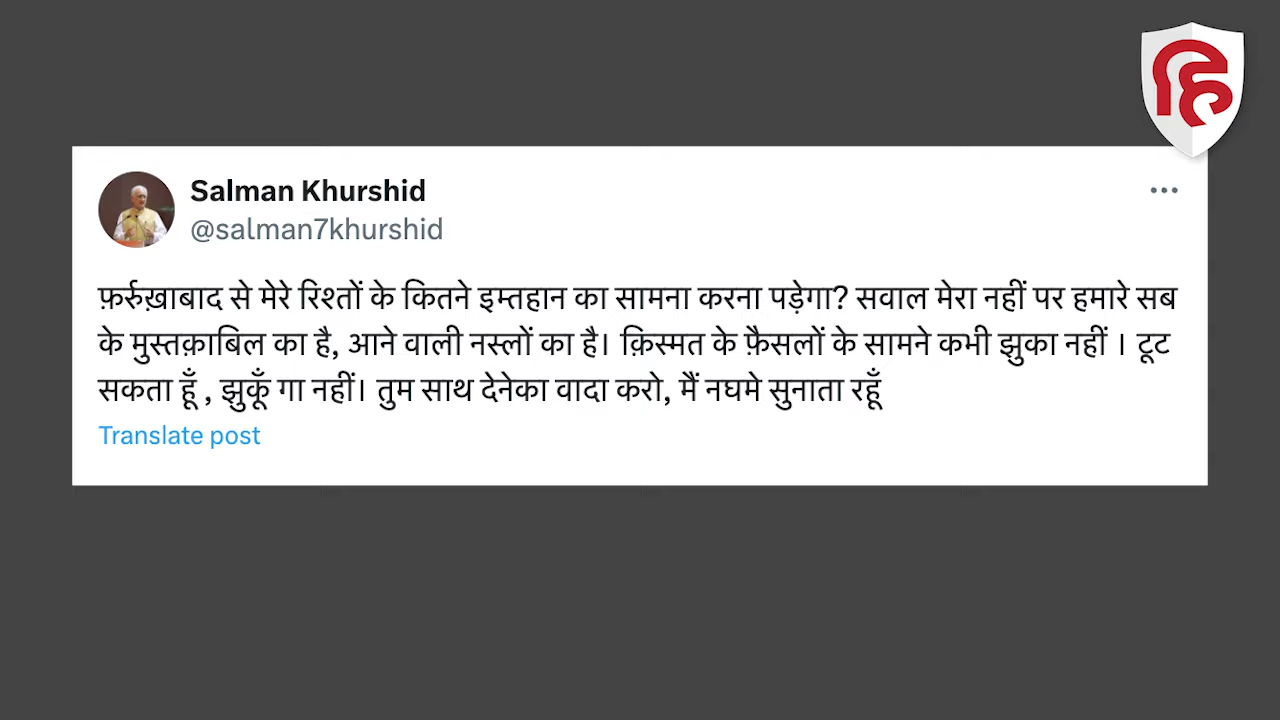 हि
Salman Khurshid
@salman7khurshid
फ़र्रुख़ाबाद से मेरे रिश्तों के कितने इम्तहान का सामना करना पड़ेगा? सवाल मेरा नहीं पर हमारे सब
के मुस्तक़ाबिल का है, आने वाली नस्लों का है। क़िस्मत के फ़ैसलों के सामने कभी झुका नहीं । टूट
सकता हूँ , झुकूँ गा नहीं। तुम साथ देनेका वादा करो, मैं नघमे सुनाता रहूँ
Translate post